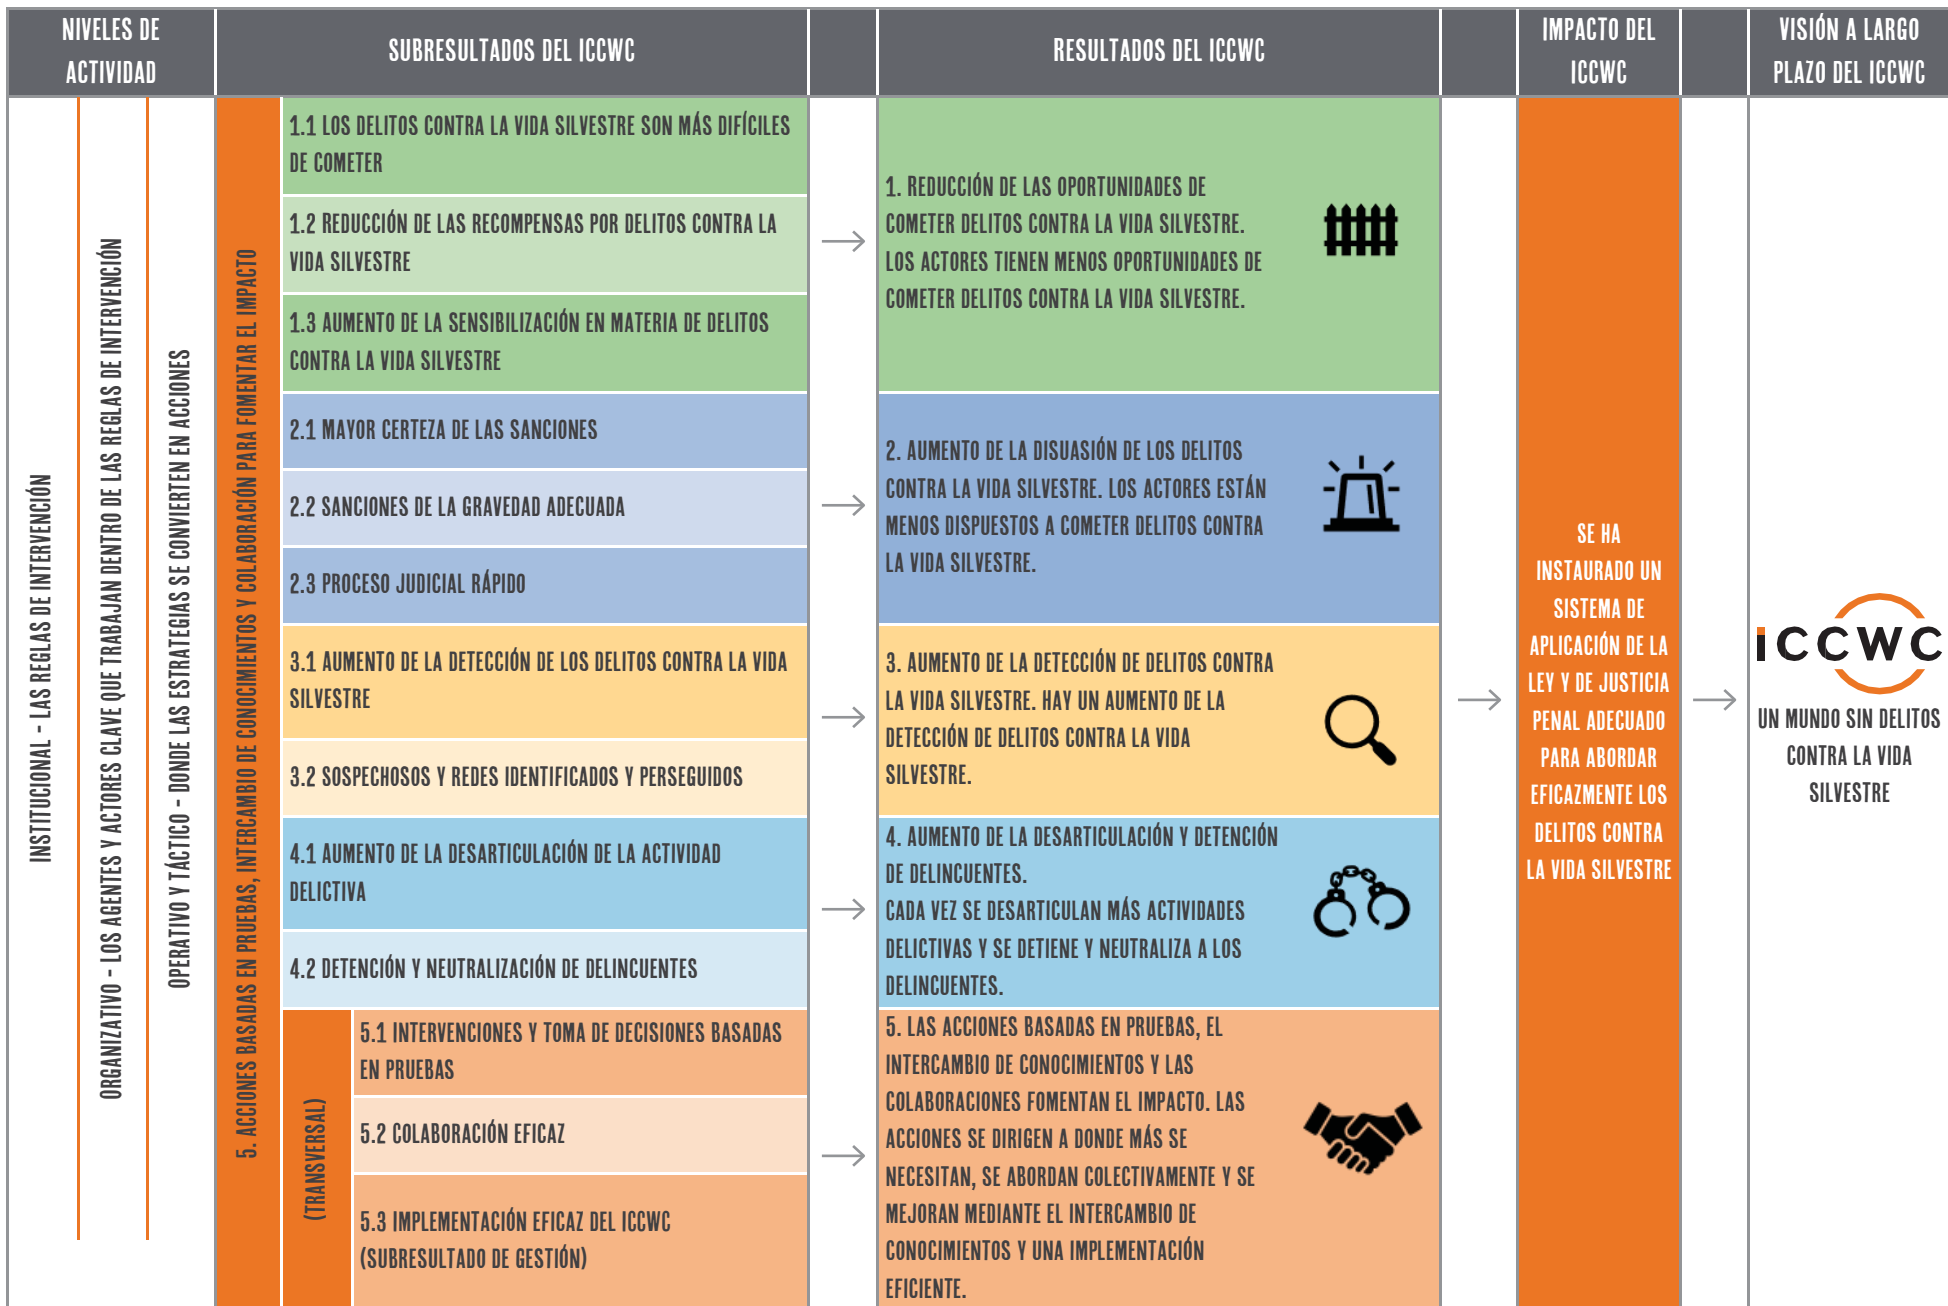 NIVELES DE
ACTIVIDAD
SUBRESULTADOS DEL ICCWC
RESULTADOS DEL ICCWC
IMPACTO DEL
ICCWC
VISIÓN A LARGO
PLAZO DEL ICCWC
INSTITUCIONAL - LAS REGLAS DE INTERVENCIÓN
ORGANIZATIVO - LOS AGENTES Y ACTORES CLAVE QUE TRABAJAN DENTRO DE LAS REGLAS DE INTERVENCIÓN
OPERATIVO Y TÁCTICO - DONDE LAS ESTRATEGIAS SE CONVIERTEN EN ACCIONES
5. ACCIONES BASADAS EN PRUEBAS, INTERCAMBIO DE CONOCIMIENTOS Y COLABORACIÓN PARA FOMENTAR EL IMPACTO
1.1 LOS DELITOS CONTRA LA VIDA SILVESTRE SON MÁS DIFÍCILES
DE COMETER
1.2 REDUCCIÓN DE LAS RECOMPENSAS POR DELITOS CONTRA LA
VIDA SILVESTRE
1.3 AUMENTO DE LA SENSIBILIZACIÓN EN MATERIA DE DELITOS
CONTRA LA VIDA SILVESTRE
2.1 MAYOR CERTEZA DE LAS SANCIONES
2.2 SANCIONES DE LA GRAVEDAD ADECUADA
2.3 PROCESO JUDICIAL RÁPIDO
3.1 AUMENTO DE LA DETECCIÓN DE LOS DELITOS CONTRA LA VIDA
SILVESTRE
3.2 SOSPECHOSOS Y REDES IDENTIFICADOS Y PERSEGUIDOS
4.1 AUMENTO DE LA DESARTICULACIÓN DE LA ACTIVIDAD
DELICTIVA
4.2 DETENCIÓN Y NEUTRALIZACIÓN DE DELINCUENTES
(TRANSVERSAL)
5.1 INTERVENCIONES Y TOMA DE DECISIONES BASADAS
EN PRUEBAS
5.2 COLABORACIÓN EFICAZ
5.3 IMPLEMENTACIÓN EFICAZ DEL ICCWC
(SUBRESULTADO DE GESTIÓN)
1. REDUCCIÓN DE LAS OPORTUNIDADES DE
COMETER DELITOS CONTRA LA VIDA SILVESTRE.
LOS ACTORES TIENEN MENOS OPORTUNIDADES DE
COMETER DELITOS CONTRA LA VIDA SILVESTRE.
2. AUMENTO DE LA DISUASIÓN DE LOS DELITOS
CONTRA LA VIDA SILVESTRE. LOS ACTORES ESTÁN
MENOS DISPUESTOS A COMETER DELITOS CONTRA
LA VIDA SILVESTRE.
3. AUMENTO DE LA DETECCIÓN DE DELITOS CONTRA
LA VIDA SILVESTRE. HAY UN AUMENTO DE LA
DETECCIÓN DE DELITOS CONTRA LA VIDA
SILVESTRE.
4. AUMENTO DE LA DESARTICULACIÓN Y DETENCIÓN
DE DELINCUENTES.
CADA VEZ SE DESARTICULAN MÁS ACTIVIDADES
DELICTIVAS Y SE DETIENE Y NEUTRALIZA A LOS
DELINCUENTES.
5. LAS ACCIONES BASADAS EN PRUEBAS, EL
INTERCAMBIO DE CONOCIMIENTOS Y LAS
COLABORACIONES FOMENTAN EL IMPACTO. LAS
ACCIONES SE DIRIGEN A DONDE MÁS SE
NECESITAN, SE ABORDAN COLECTIVAMENTE Y SE
MEJORAN MEDIANTE EL INTERCAMBIO DE
CONOCIMIENTOS Y UNA IMPLEMENTACIÓN
EFICIENTE.
SE HA
INSTAURADO UN
SISTEMA DE
APLICACIÓN DE LA
LEY Y DE JUSTICIA
PENAL ADECUADO
PARA ABORDAR
EFICAZMENTE LOS
DELITOS CONTRA
LA VIDA SILVESTRE
iCCWC
UN MUNDO SIN DELITOS
CONTRA LA VIDA
SILVESTRE